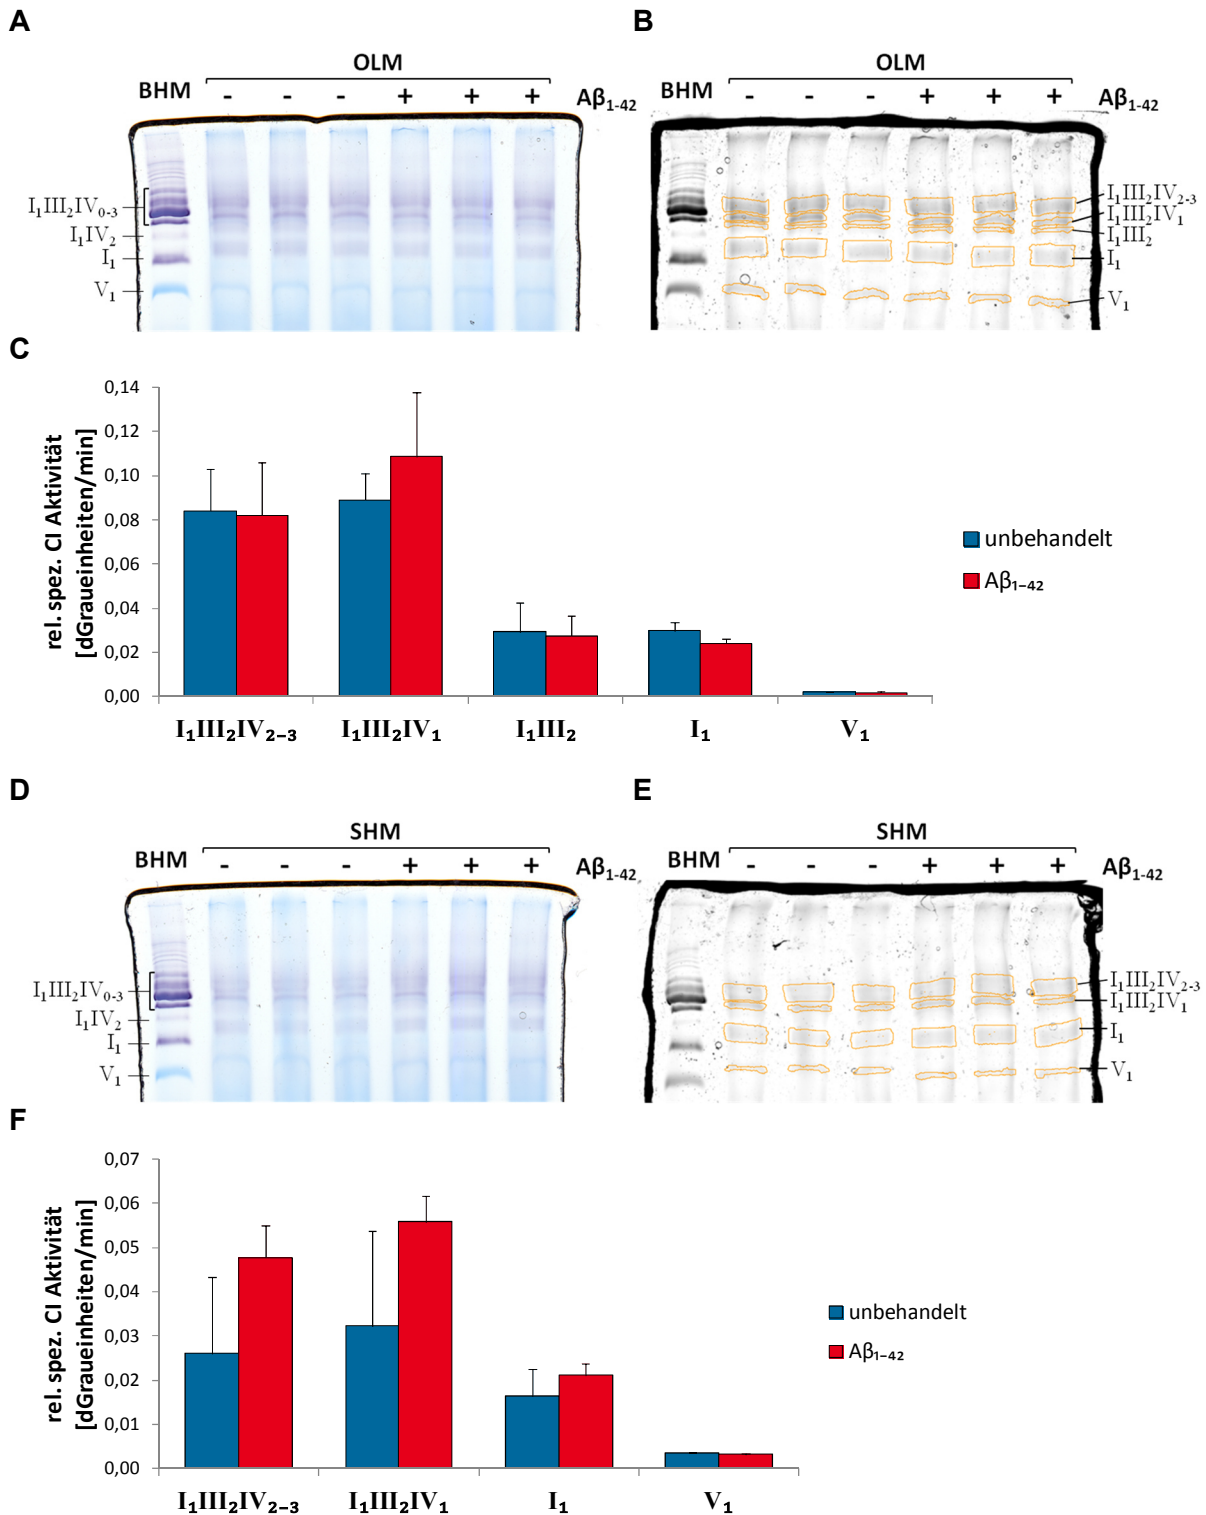 A
B
OLM
BHM - - - + + + Aβ₁₋₄₂
I₁III₂IV₀₋₃
I₁IV₂
I₁
V₁
OLM
BHM - - - + + + Aβ₁₋₄₂
I₁III₂IV₂₋₃
I₁III₂IV₁
I₁III₂
I₁
V₁
C
rel. spez. CI Aktivität
[dGraueinheiten/min]
0,14
0,12
0,10
0,08
0,06
0,04
0,02
0,00
I₁III₂IV₂₋₃ I₁III₂IV₁ I₁III₂ I₁ V₁
unbehandelt
Aβ₁₋₄₂
D
E
SHM
BHM - - - + + + Aβ₁₋₄₂
I₁III₂IV₀₋₃
I₁IV₂
I₁
V₁
SHM
BHM - - - + + + Aβ₁₋₄₂
I₁III₂IV₂₋₃
I₁III₂IV₁
I₁
V₁
F
rel. spez. CI Aktivität
[dGraueinheiten/min]
0,07
0,06
0,05
0,04
0,03
0,02
0,01
0,00
I₁III₂IV₂₋₃ I₁III₂IV₁ I₁ V₁
unbehandelt
Aβ₁₋₄₂